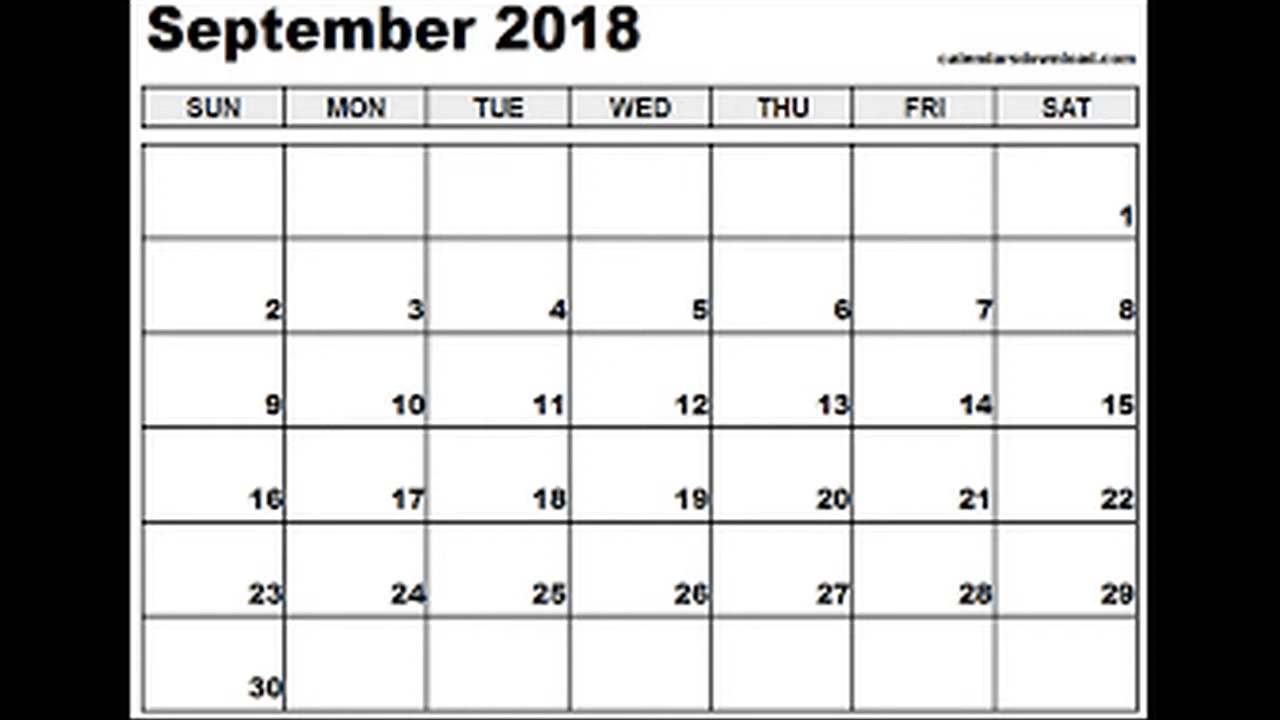 September 2018
calendarsdownload.com
SUN MON TUE WED THU FRI SAT
1
2 3 4 5 6 7 8
9 10 11 12 13 14 15
16 17 18 19 20 21 22
23 24 25 26 27 28 29
30